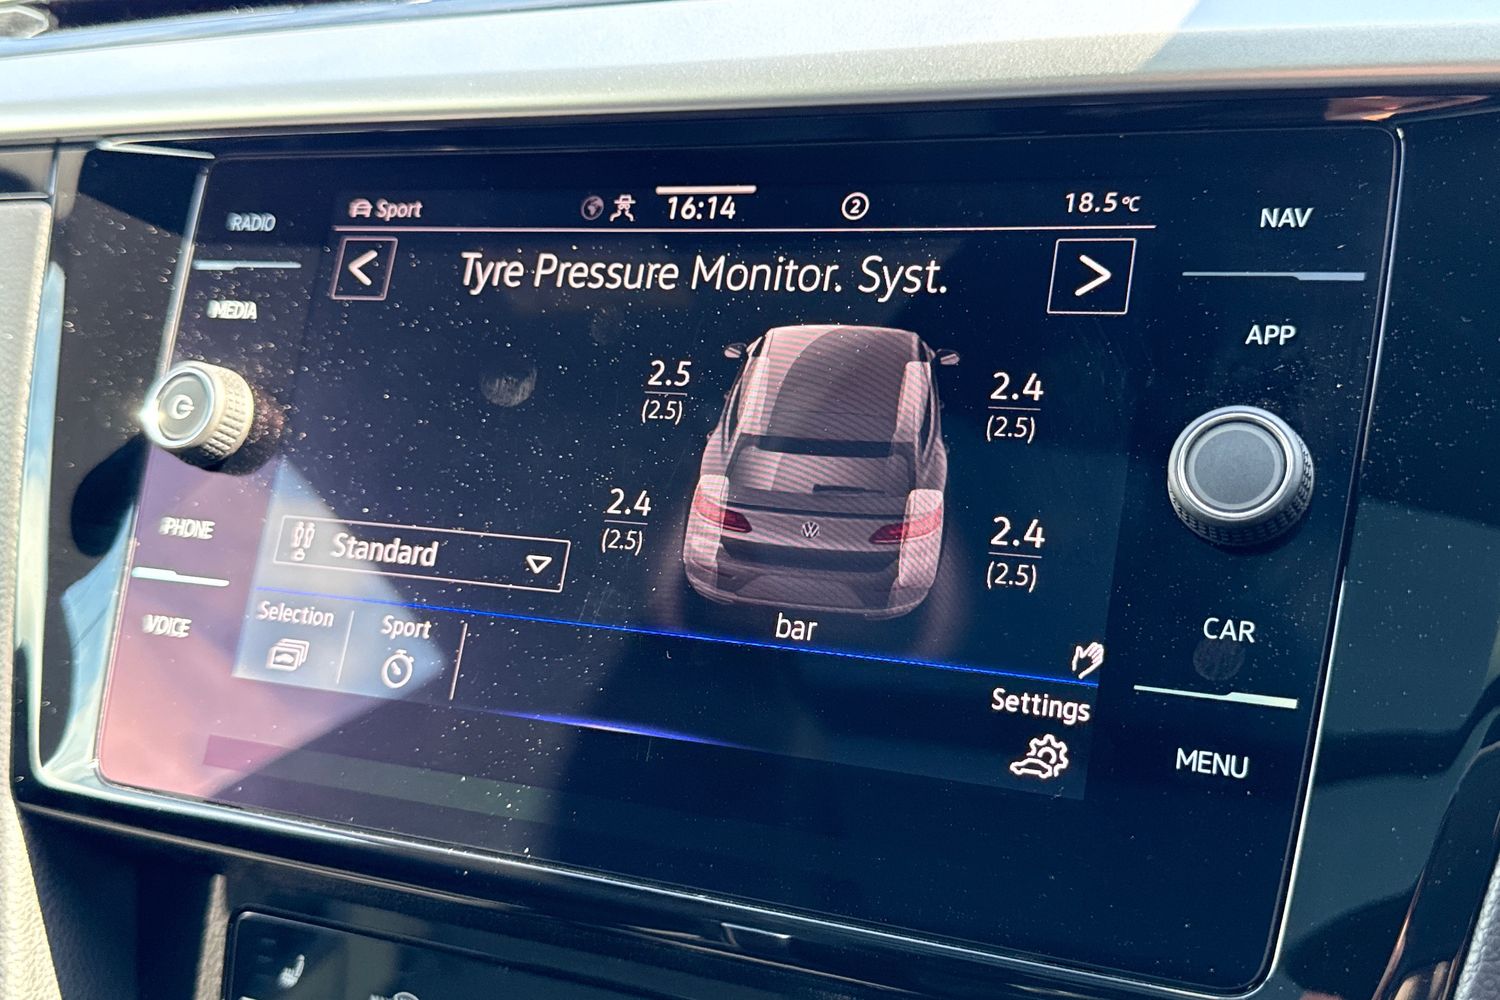 RADIO
MEDIA
PHONE
VOICE
Sport
16:14
2
18.5°C
Tyre Pressure Monitor. Syst.
2.5
(2.5)
2.4
(2.5)
2.4
(2.5)
2.4
(2.5)
bar
Standard
Selection
Sport
Settings
NAV
APP
CAR
MENU